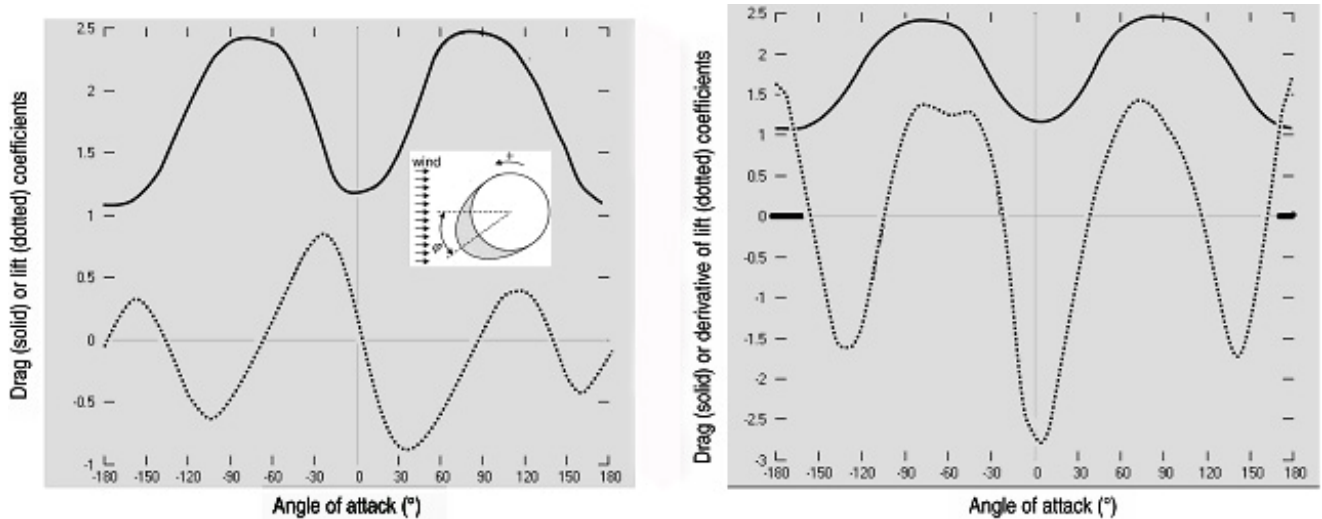 Drag (solid) or lift (dotted) coefficients
2.5
2
1.5
1
0.5
0
-0.5
-1
-180 -150 -120 -90 -60 -30 0 30 60 90 120 150 180
Angle of attack (°)
wind
+
φ
Drag (solid) or derivative of lift (dotted) coefficients
2.5
2
1.5
1
0.5
0
-0.5
-1
-1.5
-2
-2.5
-3
-180 -150 -120 -90 -60 -30 0 30 60 90 120 150 180
Angle of attack (°)